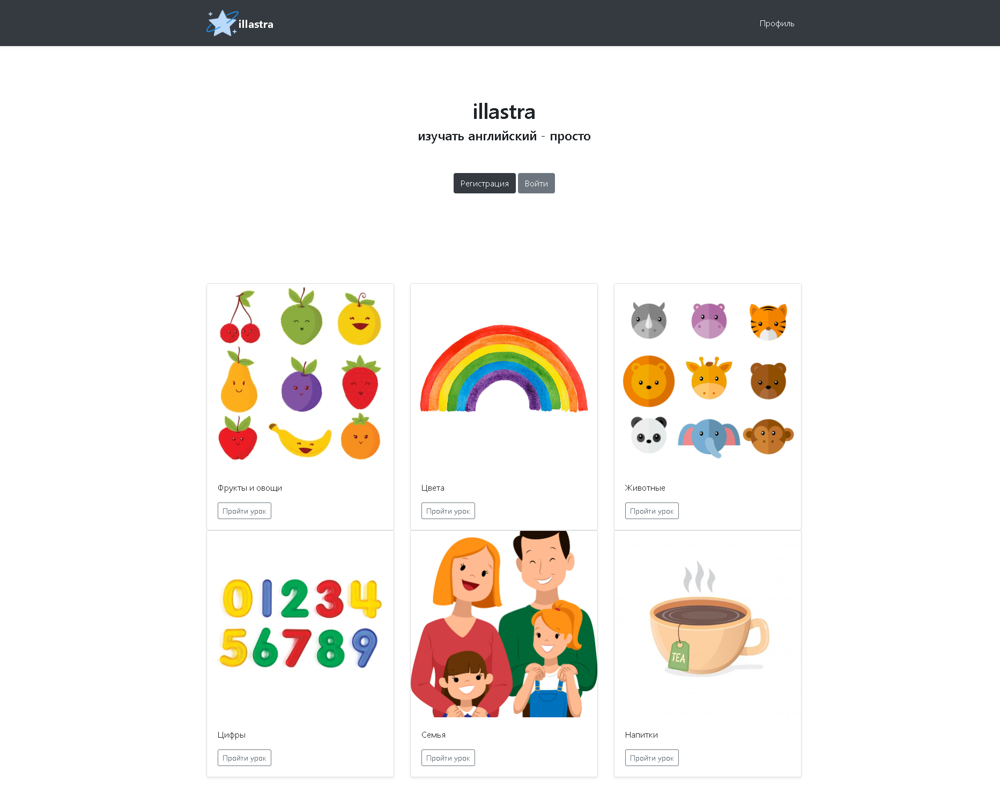 illastra
Профиль
illastra
изучать английский - просто
Регистрация Войти
Фрукты и овощи
Пройти урок
Цвета
Пройти урок
Животные
Пройти урок
01234
56789
Цифры
Пройти урок
Семья
Пройти урок
TEA
Напитки
Пройти урок